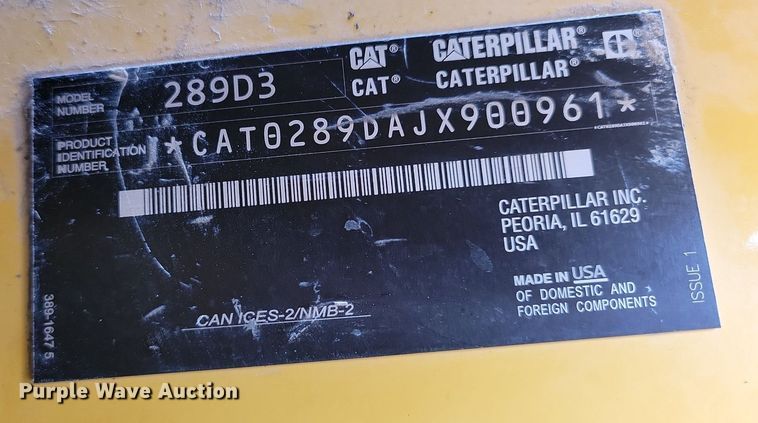 MODEL NUMBER 289D3
CAT® CATERPILLAR®
CAT® CATERPILLAR®
PRODUCT
IDENTIFICATION
NUMBER
*CAT0289DAJX900961*
*CAT0289DAJX900961*
CATERPILLAR INC.
PEORIA, IL 61629
USA
MADE IN USA
OF DOMESTIC AND
FOREIGN COMPONENTS
CAN ICES-2/NMB-2
389-1647 5
ISSUE 1
Purple Wave Auction